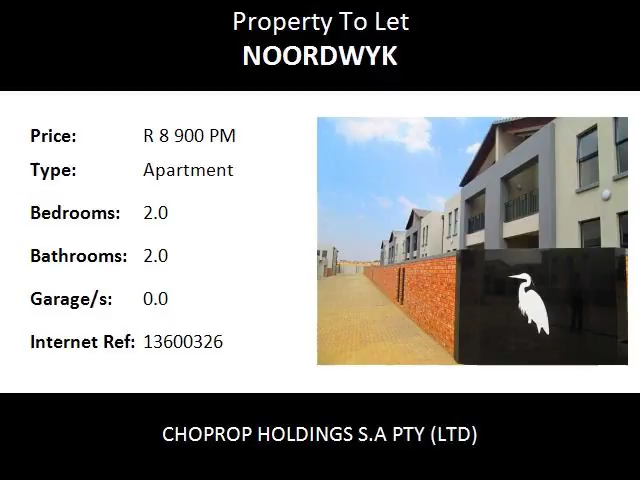 Property To Let
NOORDWYK
Price: R 8 900 PM
Type: Apartment
Bedrooms: 2.0
Bathrooms: 2.0
Garage/s: 0.0
Internet Ref: 13600326
CHOPROP HOLDINGS S.A PTY (LTD)